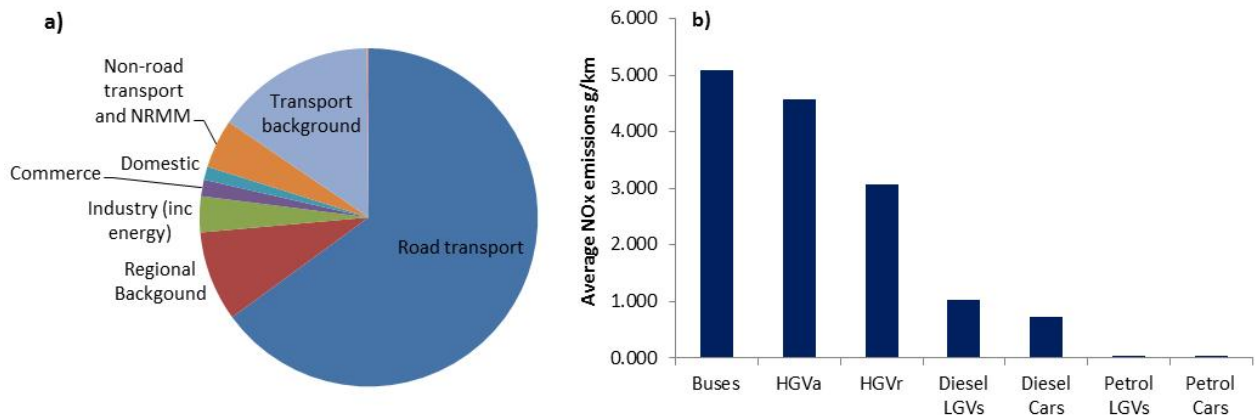 a)
Non-road
transport
and NRMM
Transport
background
Domestic
Commerce
Industry (inc
energy)
Road transport
Regional
Backgound
b)
Average NOx emissions g/km
6.000
5.000
4.000
3.000
2.000
1.000
0.000
Buses
HGVa
HGVr
Diesel
LGVs
Diesel
Cars
Petrol
LGVs
Petrol
Cars